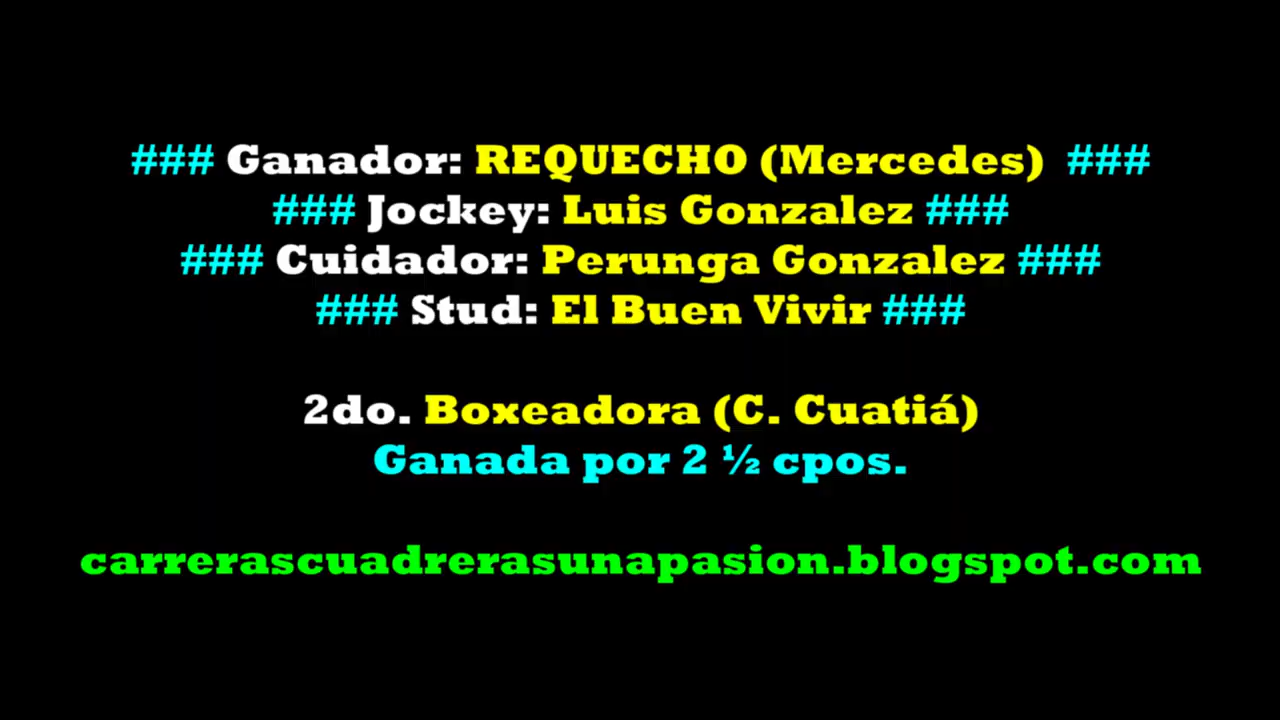 ### Ganador: REQUECHO (Mercedes) ###
### Jockey: Luis Gonzalez ###
### Cuidador: Perunga Gonzalez ###
### Stud: El Buen Vivir ###
2do. Boxeadora (C. Cuatiá)
Ganada por 2 ½ cpos.
carrerascuadrerasunapasion.blogspot.com